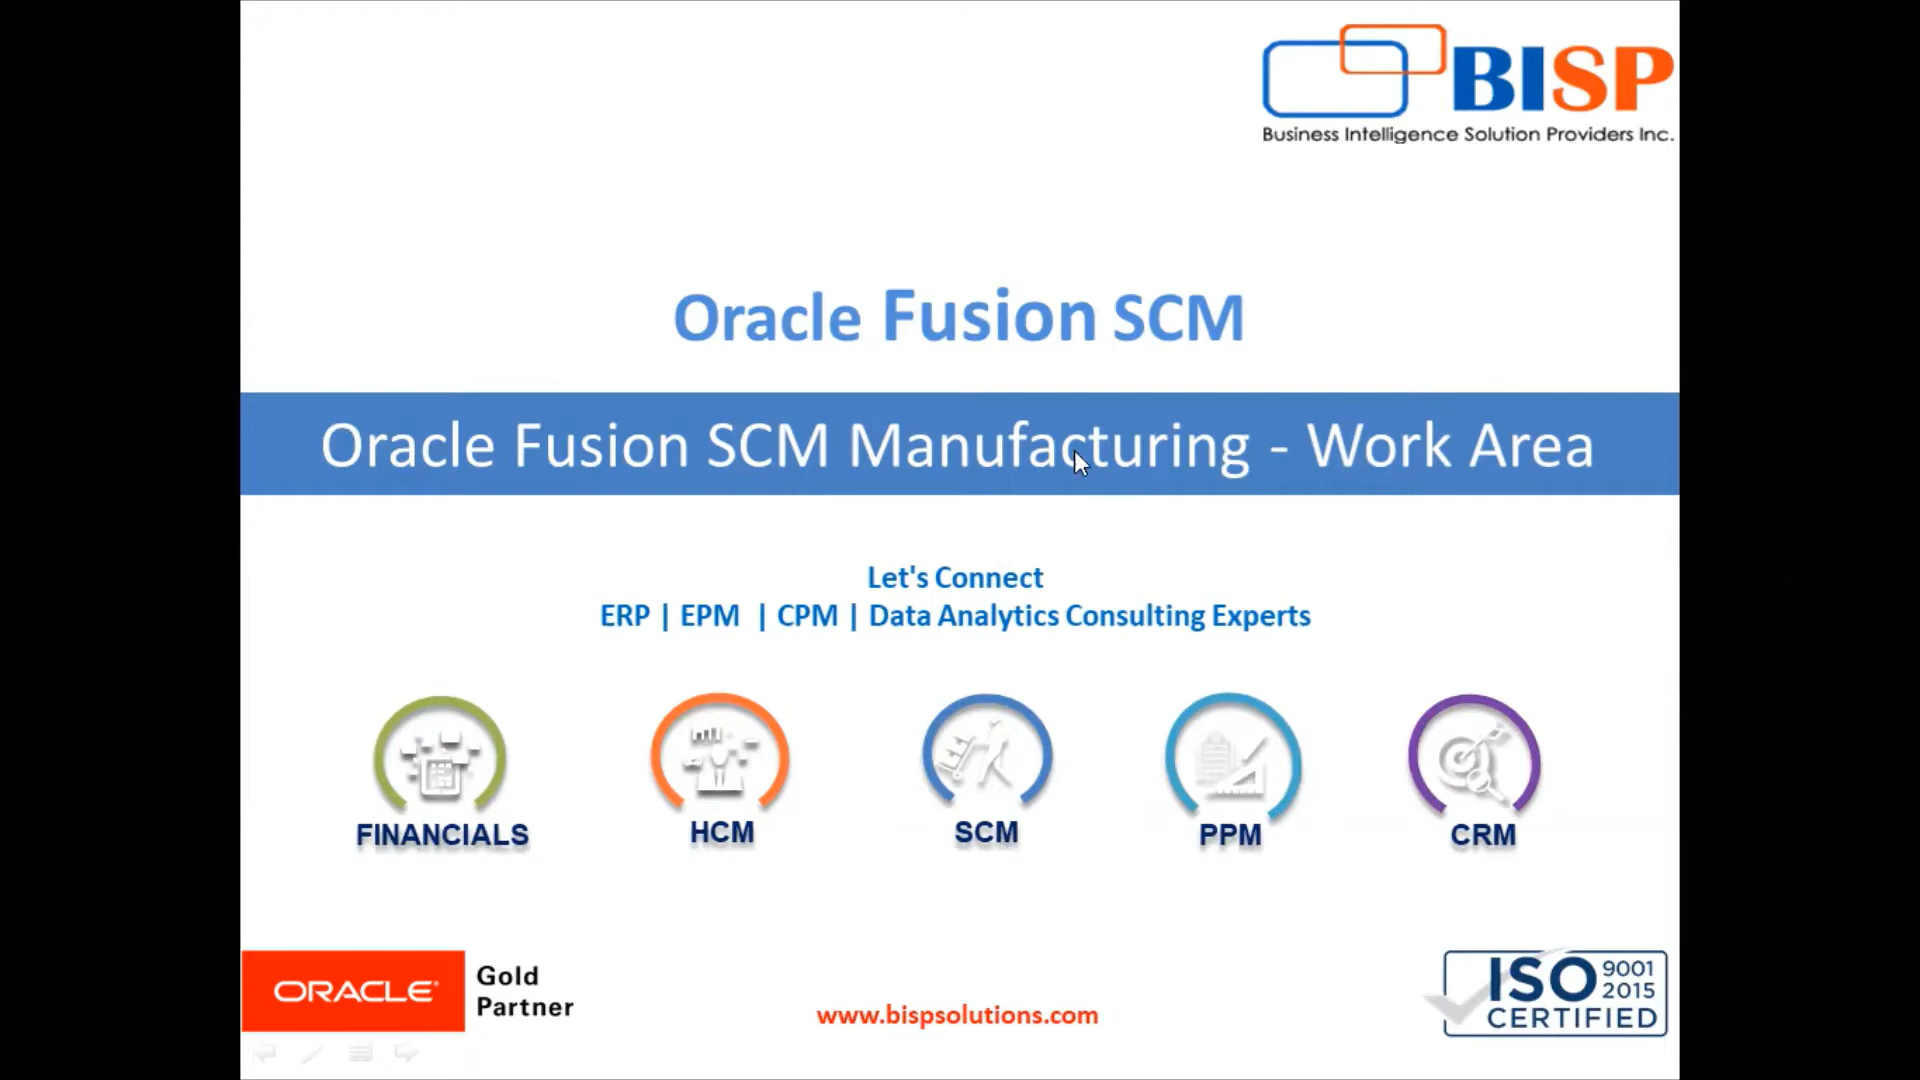 BISP
Business Intelligence Solution Providers Inc.
Oracle Fusion SCM
Oracle Fusion SCM Manufacturing - Work Area
Let's Connect
ERP | EPM | CPM | Data Analytics Consulting Experts
FINANCIALS
HCM
SCM
PPM
CRM
ORACLE®
Gold
Partner
www.bispsolutions.com
ISO 9001
2015
CERTIFIED